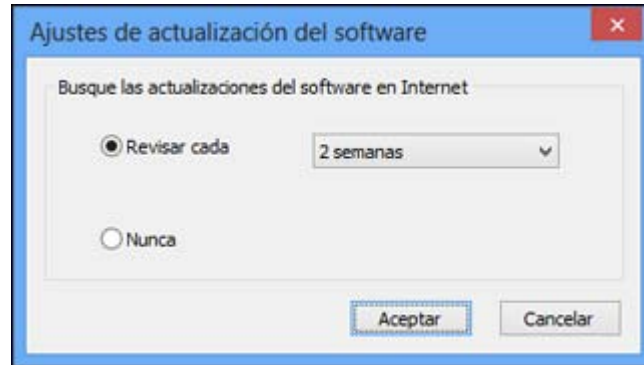 Ajustes de actualización del software
Busque las actualizaciones del software en Internet
Revisar cada
2 semanas
Nunca
Aceptar
Cancelar